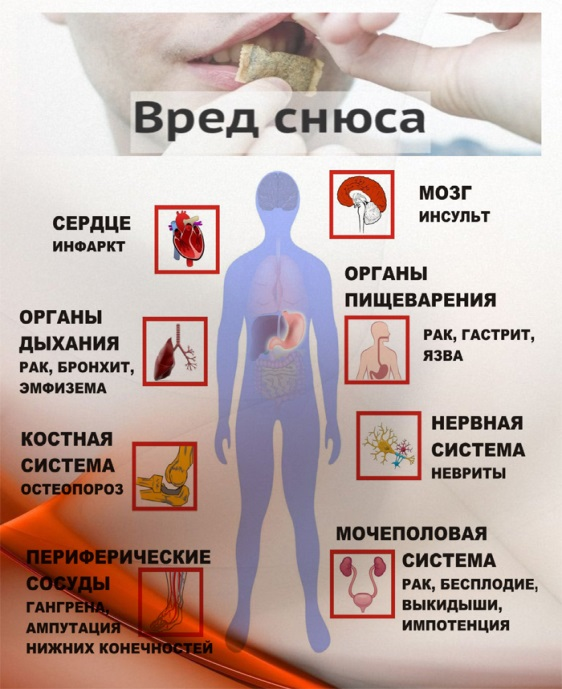 Вред снюса
СЕРДЦЕ
ИНФАРКТ
МОЗГ
ИНСУЛЬТ
ОРГАНЫ
ДЫХАНИЯ
РАК, БРОНХИТ,
ЭМФИЗЕМА
ОРГАНЫ
ПИЩЕВАРЕНИЯ
РАК, ГАСТРИТ,
ЯЗВА
КОСТНАЯ
СИСТЕМА
ОСТЕОПОРОЗ
НЕРВНАЯ
СИСТЕМА
НЕВРИТЫ
ПЕРИФЕРИЧЕСКИЕ
СОСУДЫ
ГАНГРЕНА,
АМПУТАЦИЯ
НИЖНИХ КОНЕЧНОСТЕЙ
МОЧЕПОЛОВАЯ
СИСТЕМА
РАК, БЕСПЛОДИЕ,
ВЫКИДЫШИ,
ИМПОТЕНЦИЯ